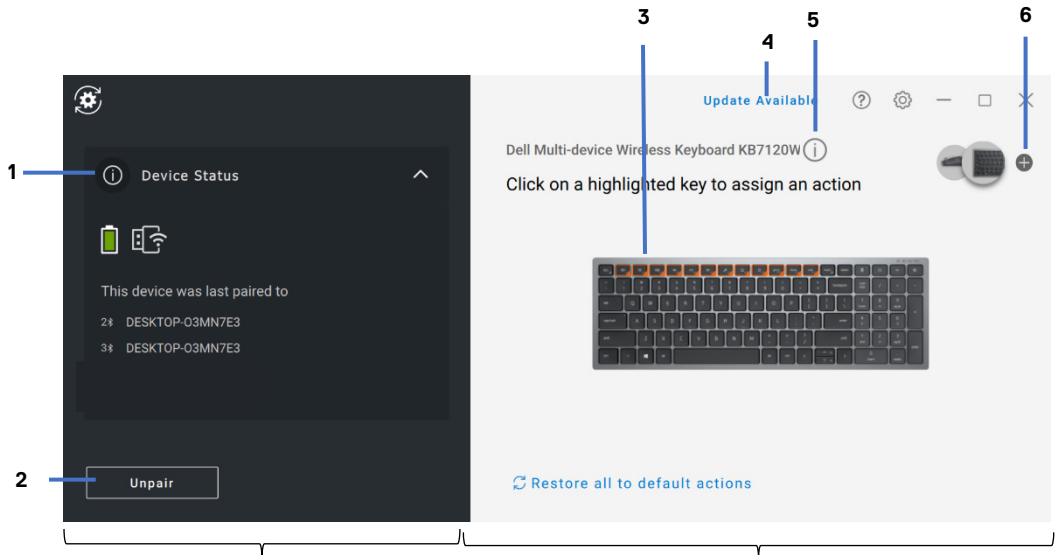 3
4
5
6
Update Available
1
Device Status
Dell Multi-device Wireless Keyboard KB7120W
Click on a highlighted key to assign an action
This device was last paired to
2 DESKTOP-O3MN7E3
3 DESKTOP-O3MN7E3
2
Unpair
Restore all to default actions